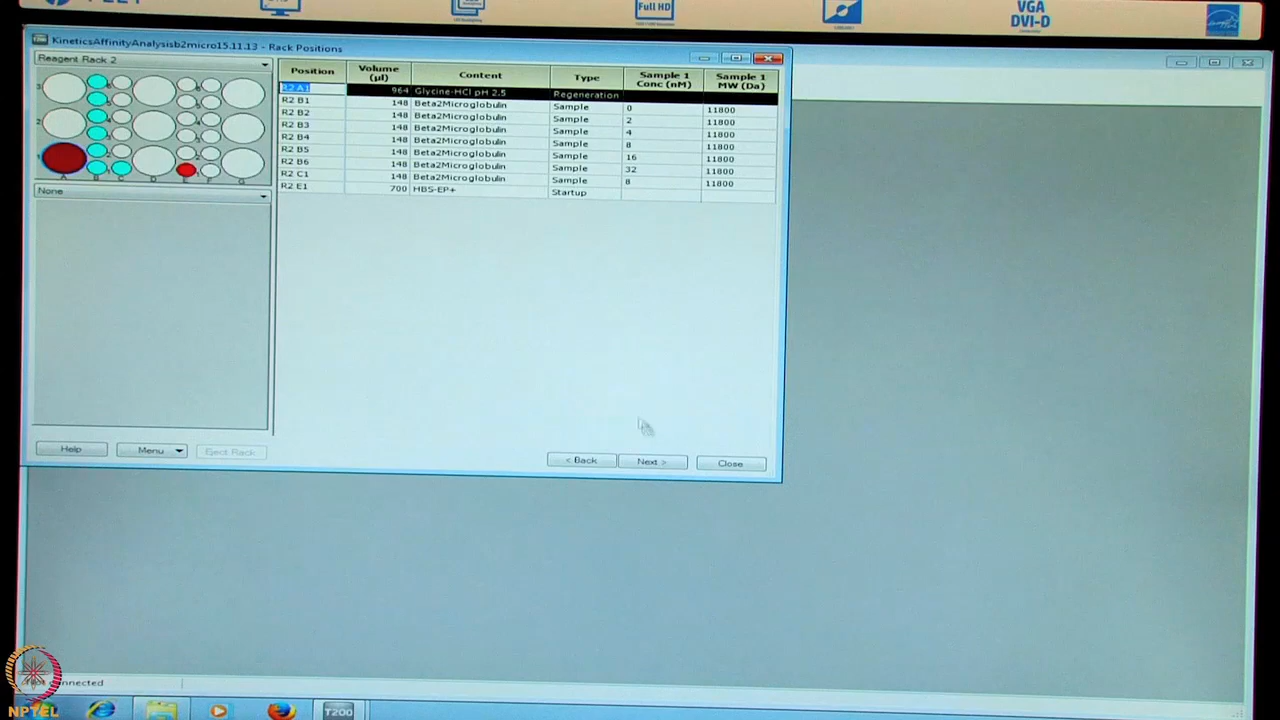 Full HD
VGA
DVI-D
KineticsAffinityAnalysisb2micro15.11.13 - Rack Positions
Reagent Rack 2
Position Volume (µl) Content Type Sample 1 Conc (nM) Sample 1 MW (Da)
R2 A1 964 Glycine-HCl pH 2.5 Regeneration
R2 B1 148 Beta2Microglobulin Sample 0 11800
R2 B2 148 Beta2Microglobulin Sample 2 11800
R2 B3 148 Beta2Microglobulin Sample 4 11800
R2 B4 148 Beta2Microglobulin Sample 8 11800
R2 B5 148 Beta2Microglobulin Sample 16 11800
R2 B6 148 Beta2Microglobulin Sample 32 11800
R2 C1 148 Beta2Microglobulin Sample 8 11800
R2 E1 700 HBS-EP+ Startup
3
2
1
A B C D E F G
None
Help Menu Eject Rack < Back Next > Close
NPTEL
T200